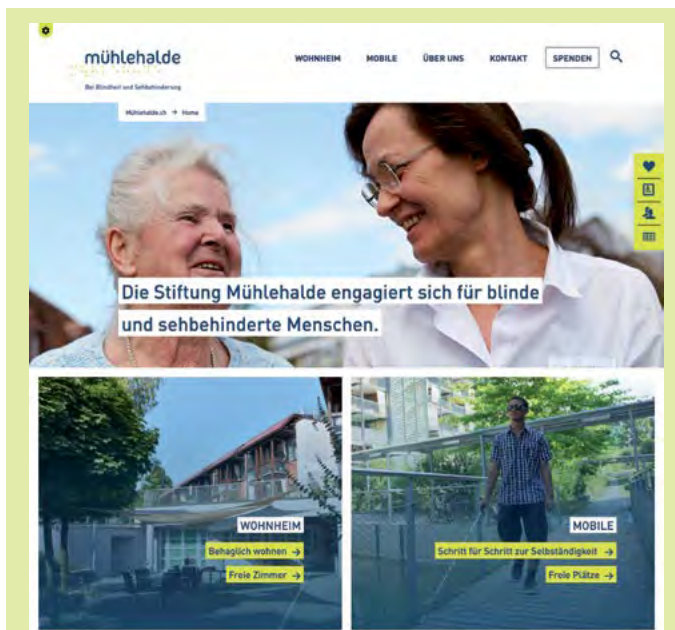 mühlehalde
Bei Blindheit und Sehbehinderung
WOHNHEIM MOBILE ÜBER UNS KONTAKT SPENDEN
Mühlehalde.ch → Home
Die Stiftung Mühlehalde engagiert sich für blinde
und sehbehinderte Menschen.
WOHNHEIM
Behaglich wohnen →
Freie Zimmer →
MOBILE
Schritt für Schritt zur Selbständigkeit →
Freie Plätze →